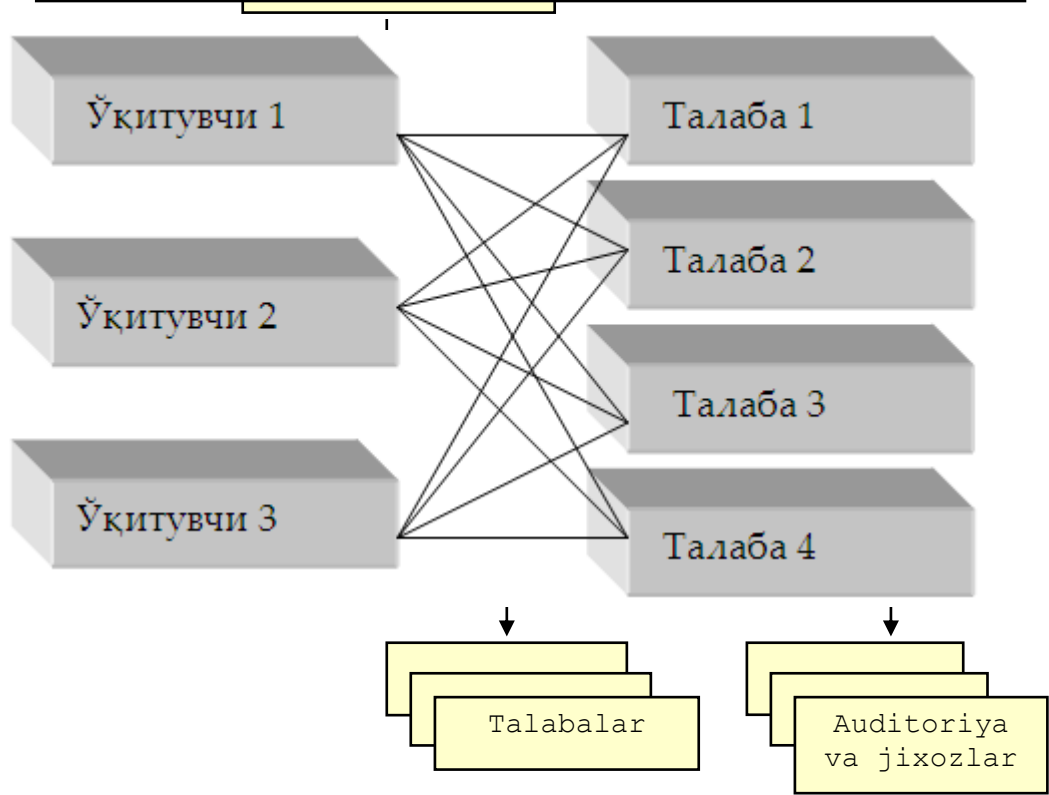 Ўқитувчи 1
Талаба 1
Ўқитувчи 2
Талаба 2
Талаба 3
Ўқитувчи 3
Талаба 4
Talabalar
Auditoriya
va jixozlar